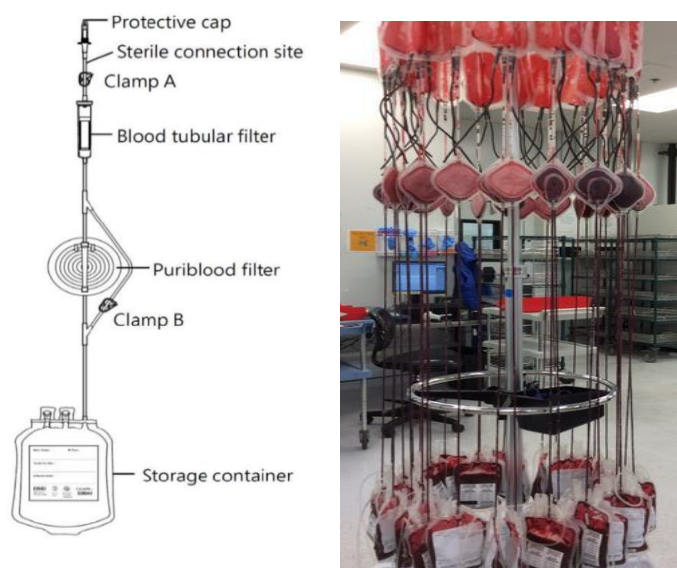 Protective cap
Sterile connection site
Clamp A
Blood tubular filter
Puriblood filter
Clamp B
Storage container